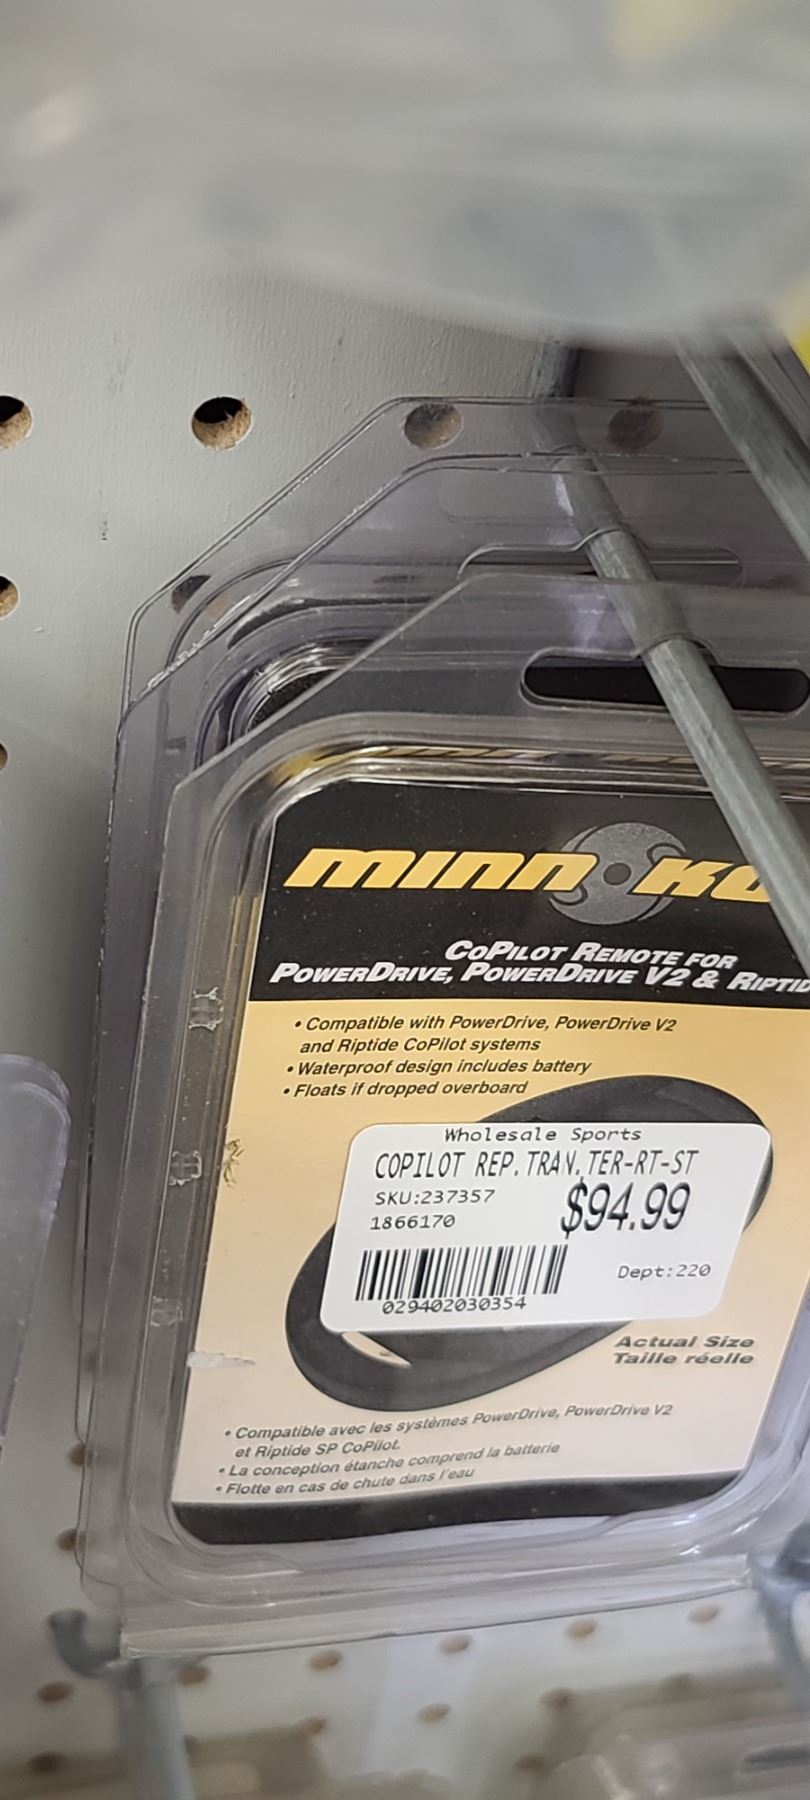 MINN KO
COPILOT REMOTE FOR
POWERDRIVE, POWERDRIVE V2 & RIPTID
• Compatible with PowerDrive, PowerDrive V2
and Riptide CoPilot systems
• Waterproof design includes battery
• Floats if dropped overboard
Wholesale Sports
COPILOT REP.TRAN.TER-RT-ST
SKU:237357
$94.99
1866170
Dept:220
029402030354
Actual Size
Taille réelle
• Compatible avec les systèmes PowerDrive, PowerDrive V2
et Riptide SP CoPilot.
• La conception étanche comprend la batterie
• Flotte en cas de chute dans l'eau